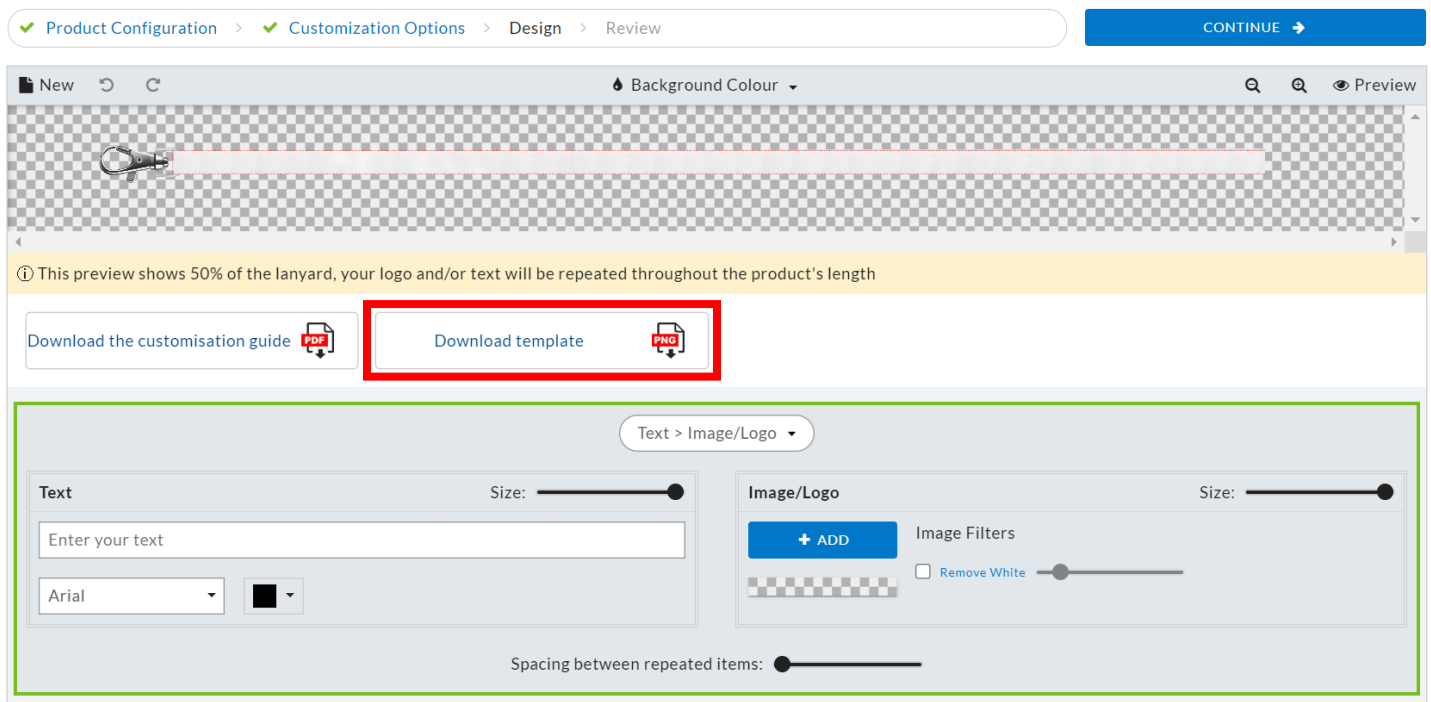 Product Configuration > Customization Options > Design > Review
CONTINUE
New
Background Colour
Preview
This preview shows 50% of the lanyard, your logo and/or text will be repeated throughout the product's length
Download the customisation guide PDF
Download template PNG
Text > Image/Logo
Text Size:
Enter your text
Arial
Image/Logo Size:
+ ADD
Image Filters
Remove White
Spacing between repeated items: